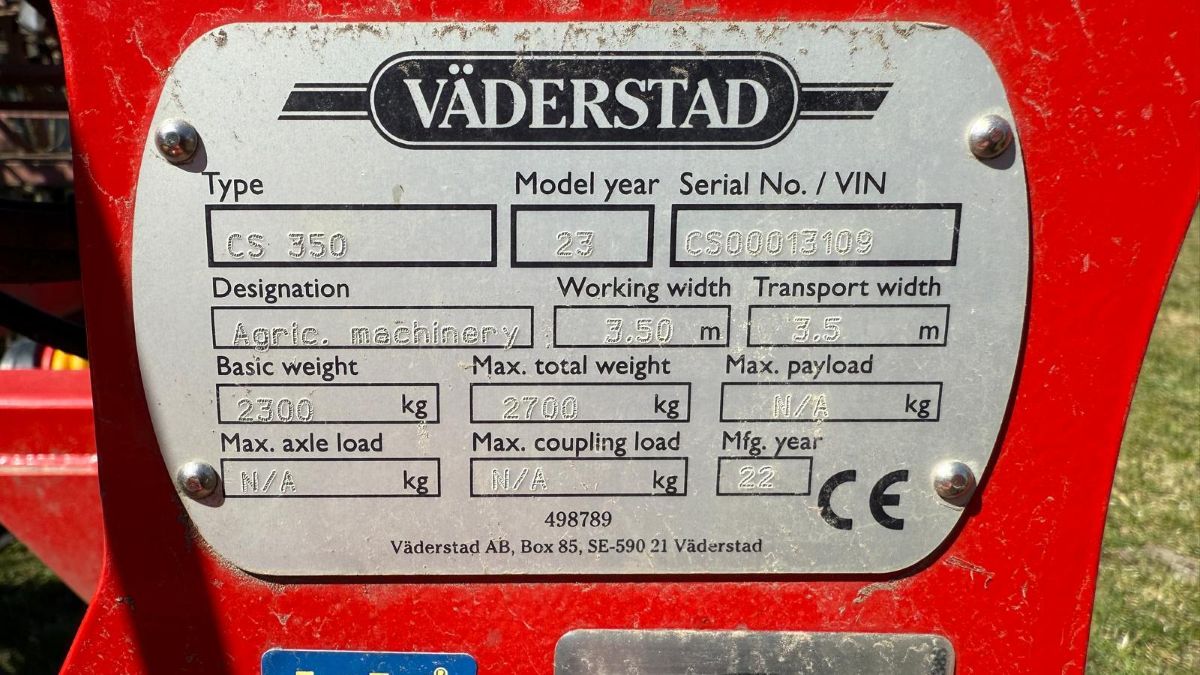 VÄDERSTAD
Type Model year Serial No. / VIN
CS 350 23 CS00013109
Designation Working width Transport width
Agric. machinery 3.50 m 3.5 m
Basic weight Max. total weight Max. payload
2300 kg 2700 kg N/A kg
Max. axle load Max. coupling load Mfg. year
N/A kg N/A kg 22
CE
498789
Väderstad AB, Box 85, SE-590 21 Väderstad